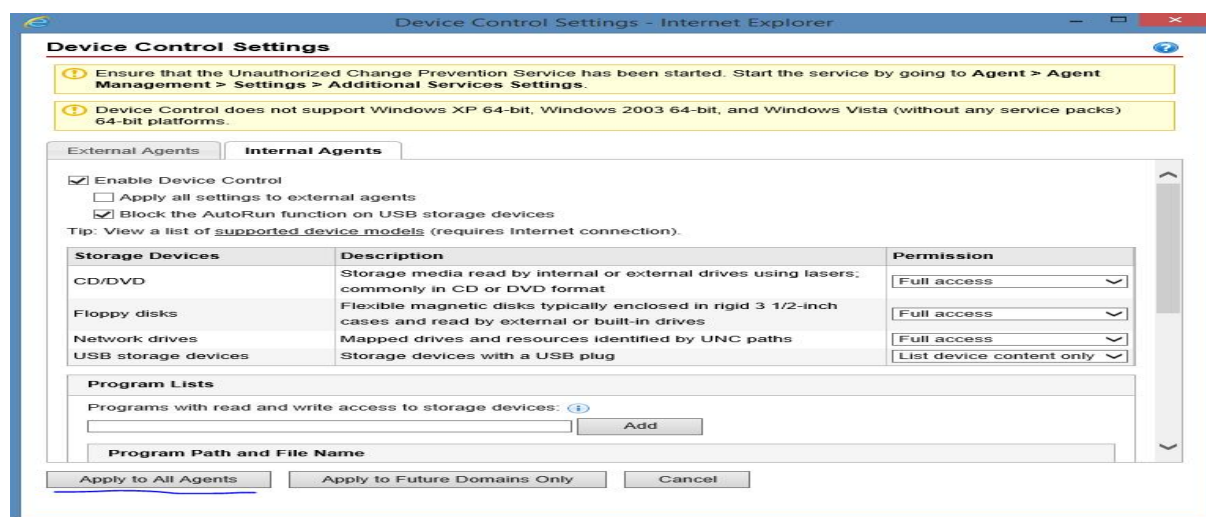 Device Control Settings - Internet Explorer
Device Control Settings
Ensure that the Unauthorized Change Prevention Service has been started. Start the service by going to Agent > Agent
Management > Settings > Additional Services Settings.
Device Control does not support Windows XP 64-bit, Windows 2003 64-bit, and Windows Vista (without any service packs)
64-bit platforms.
External Agents Internal Agents
Enable Device Control
Apply all settings to external agents
Block the AutoRun function on USB storage devices
Tip: View a list of supported device models (requires Internet connection).
Storage Devices Description Permission
CD/DVD Storage media read by internal or external drives using lasers; Full access
commonly in CD or DVD format
Floppy disks Flexible magnetic disks typically enclosed in rigid 3 1/2-inch Full access
cases and read by external or built-in drives
Network drives Mapped drives and resources identified by UNC paths Full access
USB storage devices Storage devices with a USB plug List device content only
Program Lists
Programs with read and write access to storage devices:
Add
Program Path and File Name
Apply to All Agents Apply to Future Domains Only Cancel